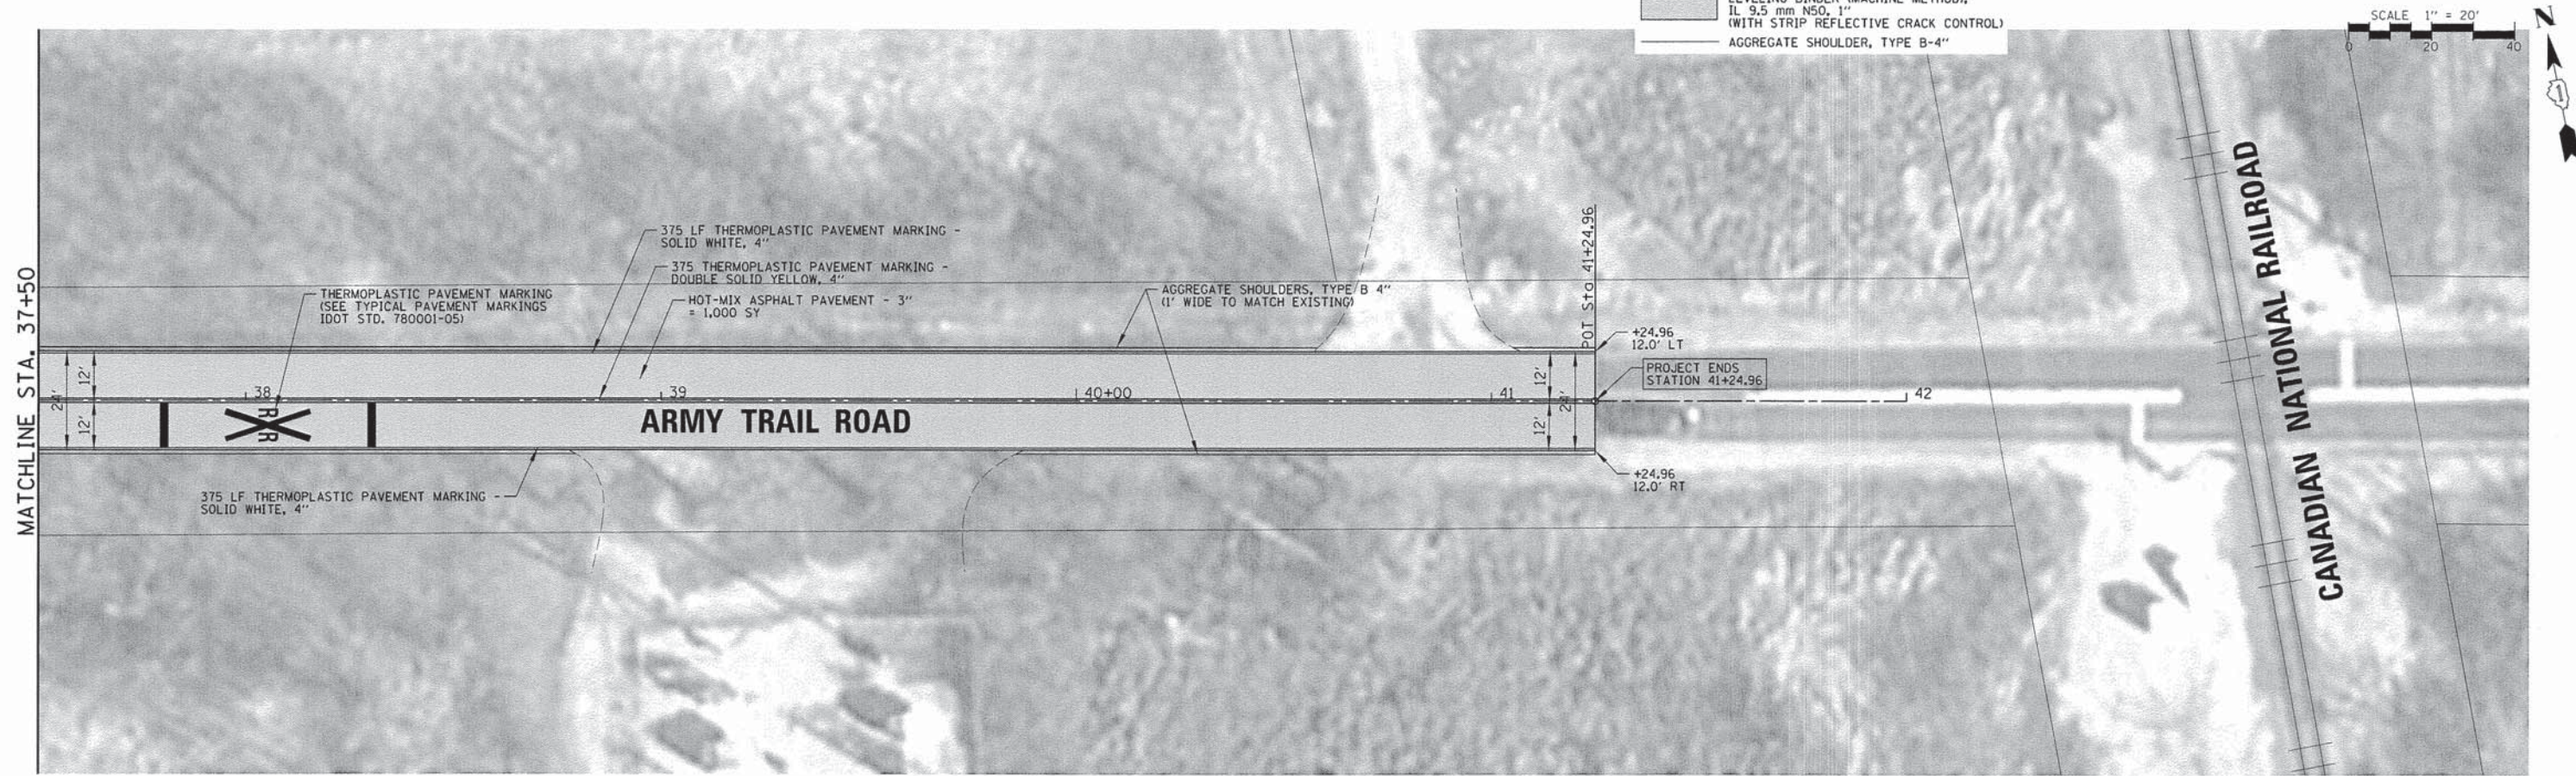 IL 9.5 mm N50, 1"
(WITH STRIP REFLECTIVE CRACK CONTROL)
AGGREGATE SHOULDER, TYPE B-4"
SCALE 1" = 20'
0 20 40
N
MATCHLINE STA. 37+50
375 LF THERMOPLASTIC PAVEMENT MARKING -
SOLID WHITE, 4"
375 THERMOPLASTIC PAVEMENT MARKING -
DOUBLE SOLID YELLOW, 4"
HOT-MIX ASPHALT PAVEMENT - 3"
= 1,000 SY
THERMOPLASTIC PAVEMENT MARKING
(SEE TYPICAL PAVEMENT MARKINGS
IDOT STD. 780001-05)
AGGREGATE SHOULDERS, TYPE B 4"
(1' WIDE TO MATCH EXISTING)
POT Sta 41+24.96
+24.96
12.0' LT
PROJECT ENDS
STATION 41+24.96
24'
12'
12'
38
39
40+00
41
42
12'
12'
24'
R R
ARMY TRAIL ROAD
+24.96
12.0' RT
375 LF THERMOPLASTIC PAVEMENT MARKING -
SOLID WHITE, 4"
CANADIAN NATIONAL RAILROAD